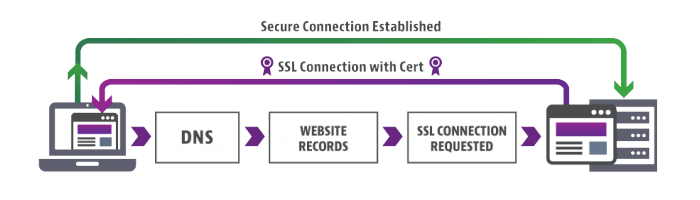 Secure Connection Established
SSL Connection with Cert
DNS
WEBSITE
RECORDS
SSL CONNECTION
REQUESTED